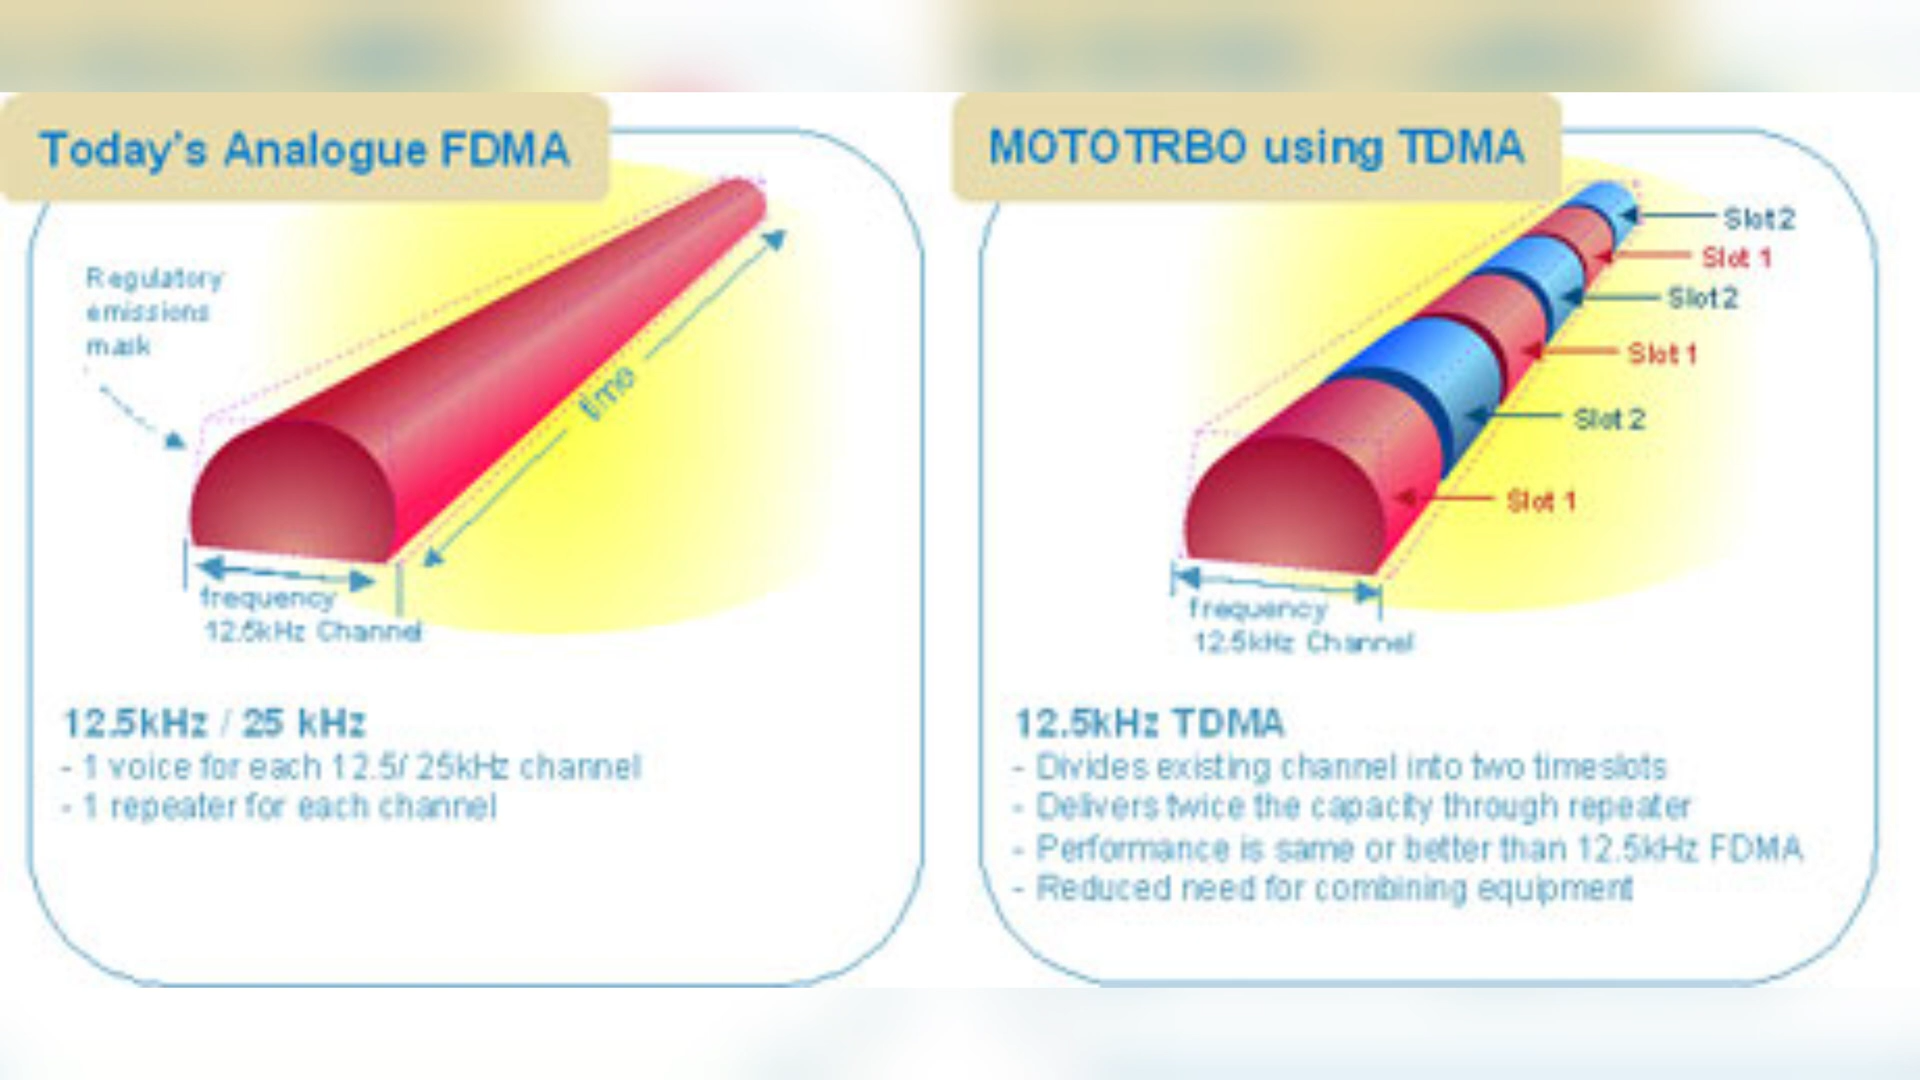 Today's Analogue FDMA
Regulatory
emissions
mask
time
frequency
12.5kHz Channel
12.5kHz / 25 kHz
- 1 voice for each 12.5/ 25kHz channel
- 1 repeater for each channel
MOTOTRBO using TDMA
Slot 2
Slot 1
Slot 2
Slot 1
Slot 2
Slot 1
frequency
12.5kHz Channel
12.5kHz TDMA
- Divides existing channel into two timeslots
- Delivers twice the capacity through repeater
- Performance is same or better than 12.5kHz FDMA
- Reduced need for combining equipment